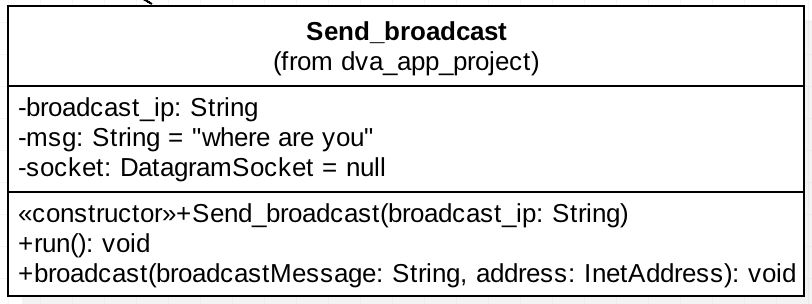 Send_broadcast
(from dva_app_project)
-broadcast_ip: String
-msg: String = "where are you"
-socket: DatagramSocket = null
«constructor»+Send_broadcast(broadcast_ip: String)
+run(): void
+broadcast(broadcastMessage: String, address: InetAddress): void